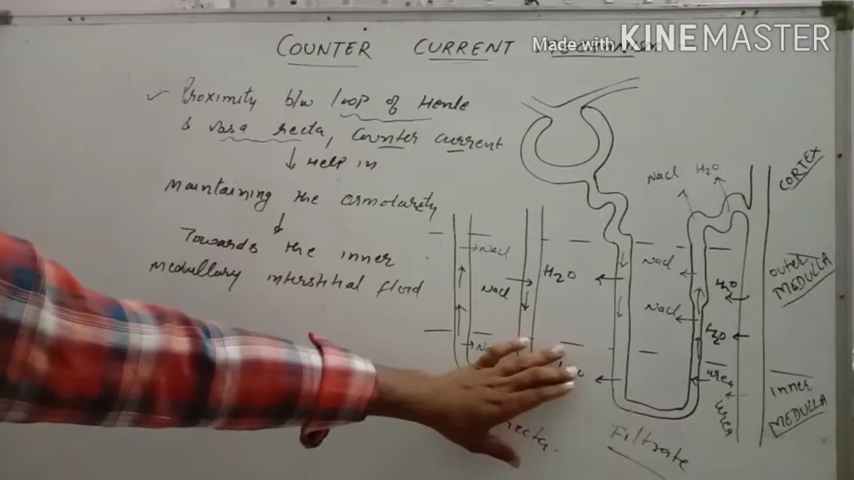 COUNTER CURRENT
Made with KINEMASTER
✓ Proximity b/w loop of Henle
& vasa recta, Counter current
↓ Help in
Maintaining the osmolarity
↓
Towards the inner
medullary interstitial fluid
NaCl H2O
CORTEX
NaCl
NaCl H2O
NaCl
H2O
outer
MEDULLA
NaCl
H2O
urea
urea
inner
MEDULLA
recta.
Filtrate